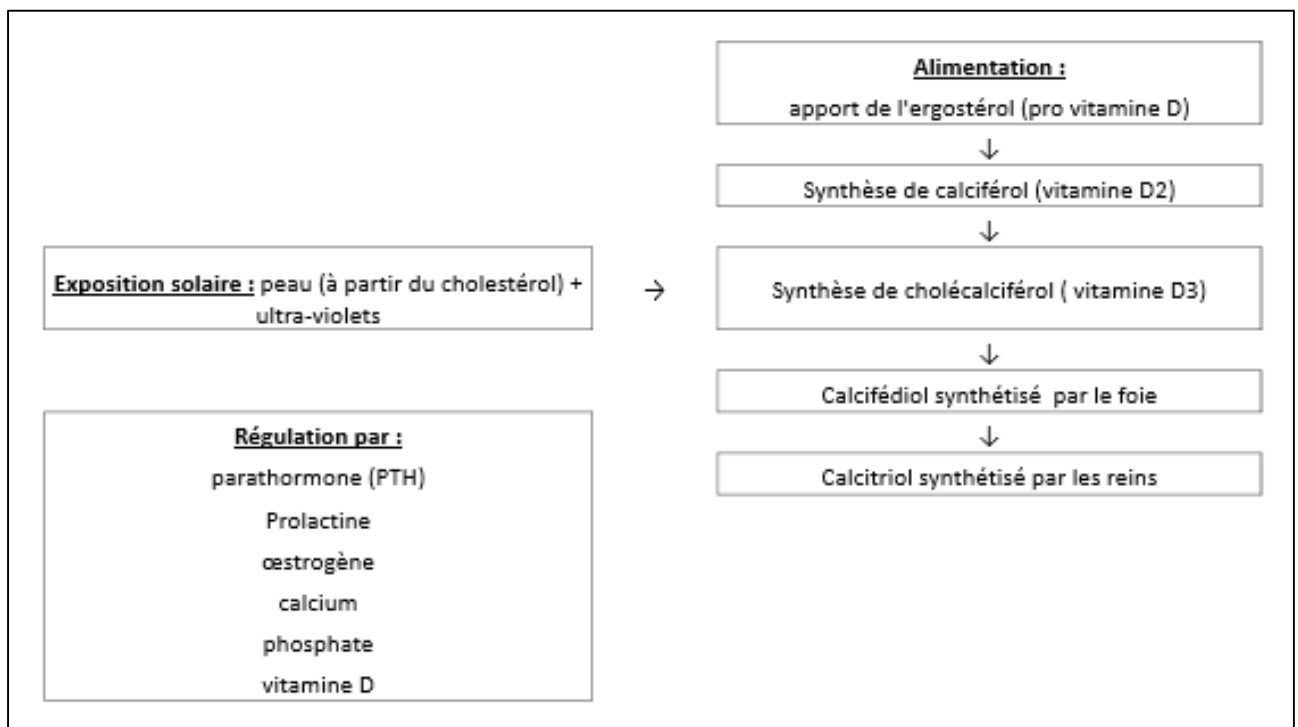 Alimentation :
apport de l'ergostérol (pro vitamine D)
↓
Synthèse de calciférol (vitamine D2)
↓
Exposition solaire : peau (à partir du cholestérol) +
ultra-violets
→
Synthèse de cholécalciférol ( vitamine D3)
↓
Calcifédiol synthétisé par le foie
↓
Calcitriol synthétisé par les reins
Régulation par :
parathormone (PTH)
Prolactine
œstrogène
calcium
phosphate
vitamine D